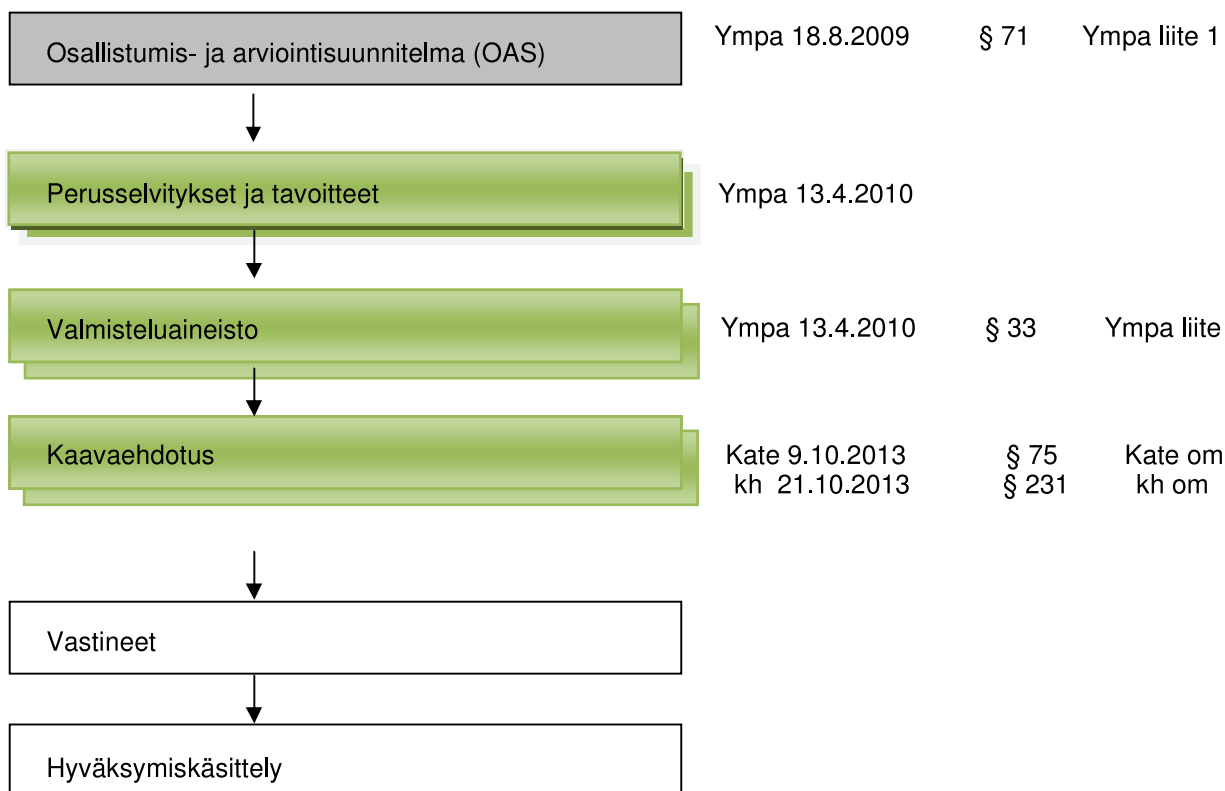 Osallistumis- ja arviointisuunnitelma (OAS) Ympa 18.8.2009 § 71 Ympa liite 1
Perusselvitykset ja tavoitteet Ympa 13.4.2010
Valmisteluaineisto Ympa 13.4.2010 § 33 Ympa liite
Kaavaehdotus Kate 9.10.2013 § 75 Kate om
kh 21.10.2013 § 231 kh om
Vastineet
Hyväksymiskäsittely